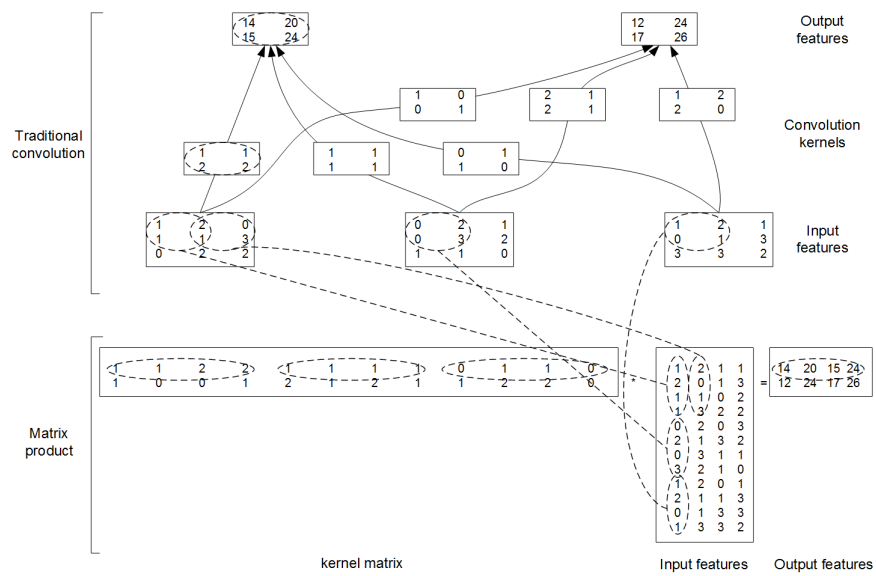 14 20 12 24 Output
15 24 17 26 features
1 0 2 1 1 2
0 1 2 1 2 0
Convolution
kernels
Traditional
convolution
1 1 1 1 0 1
2 2 1 1 1 0
1 2 0 0 2 1 1 2 1
1 1 3 0 3 2 0 1 3
0 2 2 1 1 0 3 3 2
Input
features
1 1 2 2 1 1 1 1 0 1 1 0
1 0 0 1 2 1 2 1 1 2 2 0
*
1 2 1 1
2 0 1 3
1 1 0 2
1 3 2 2
0 2 0 3
2 1 3 2
0 3 1 1
3 2 1 0
1 2 0 1
2 1 1 3
0 1 3 3
1 3 3 2
=
14 20 15 24
12 24 17 26
Matrix
product
kernel matrix
Input features
Output features